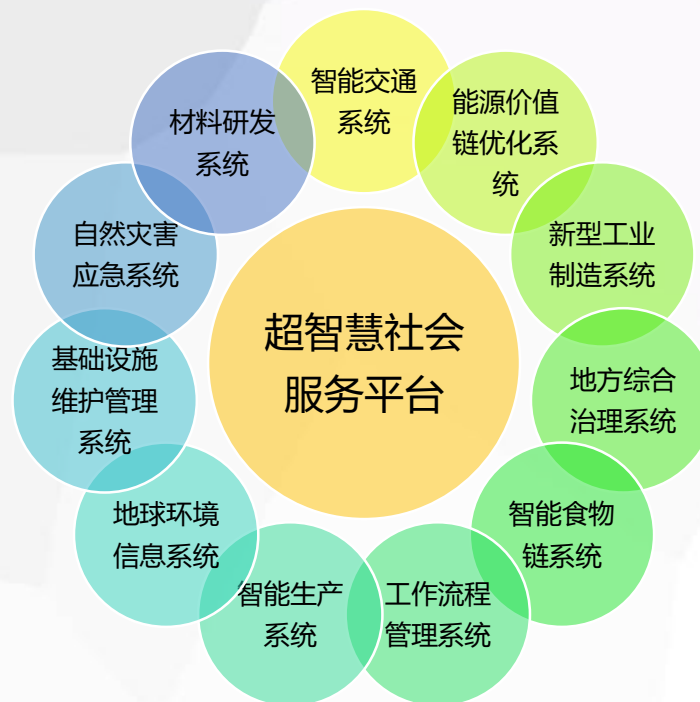 智能交通
系统
能源价值
链优化系
统
新型工业
制造系统
地方综合
治理系统
智能食物
链系统
工作流程
管理系统
智能生产
系统
地球环境
信息系统
基础设施
维护管理
系统
自然灾害
应急系统
材料研发
系统
超智慧社会
服务平台